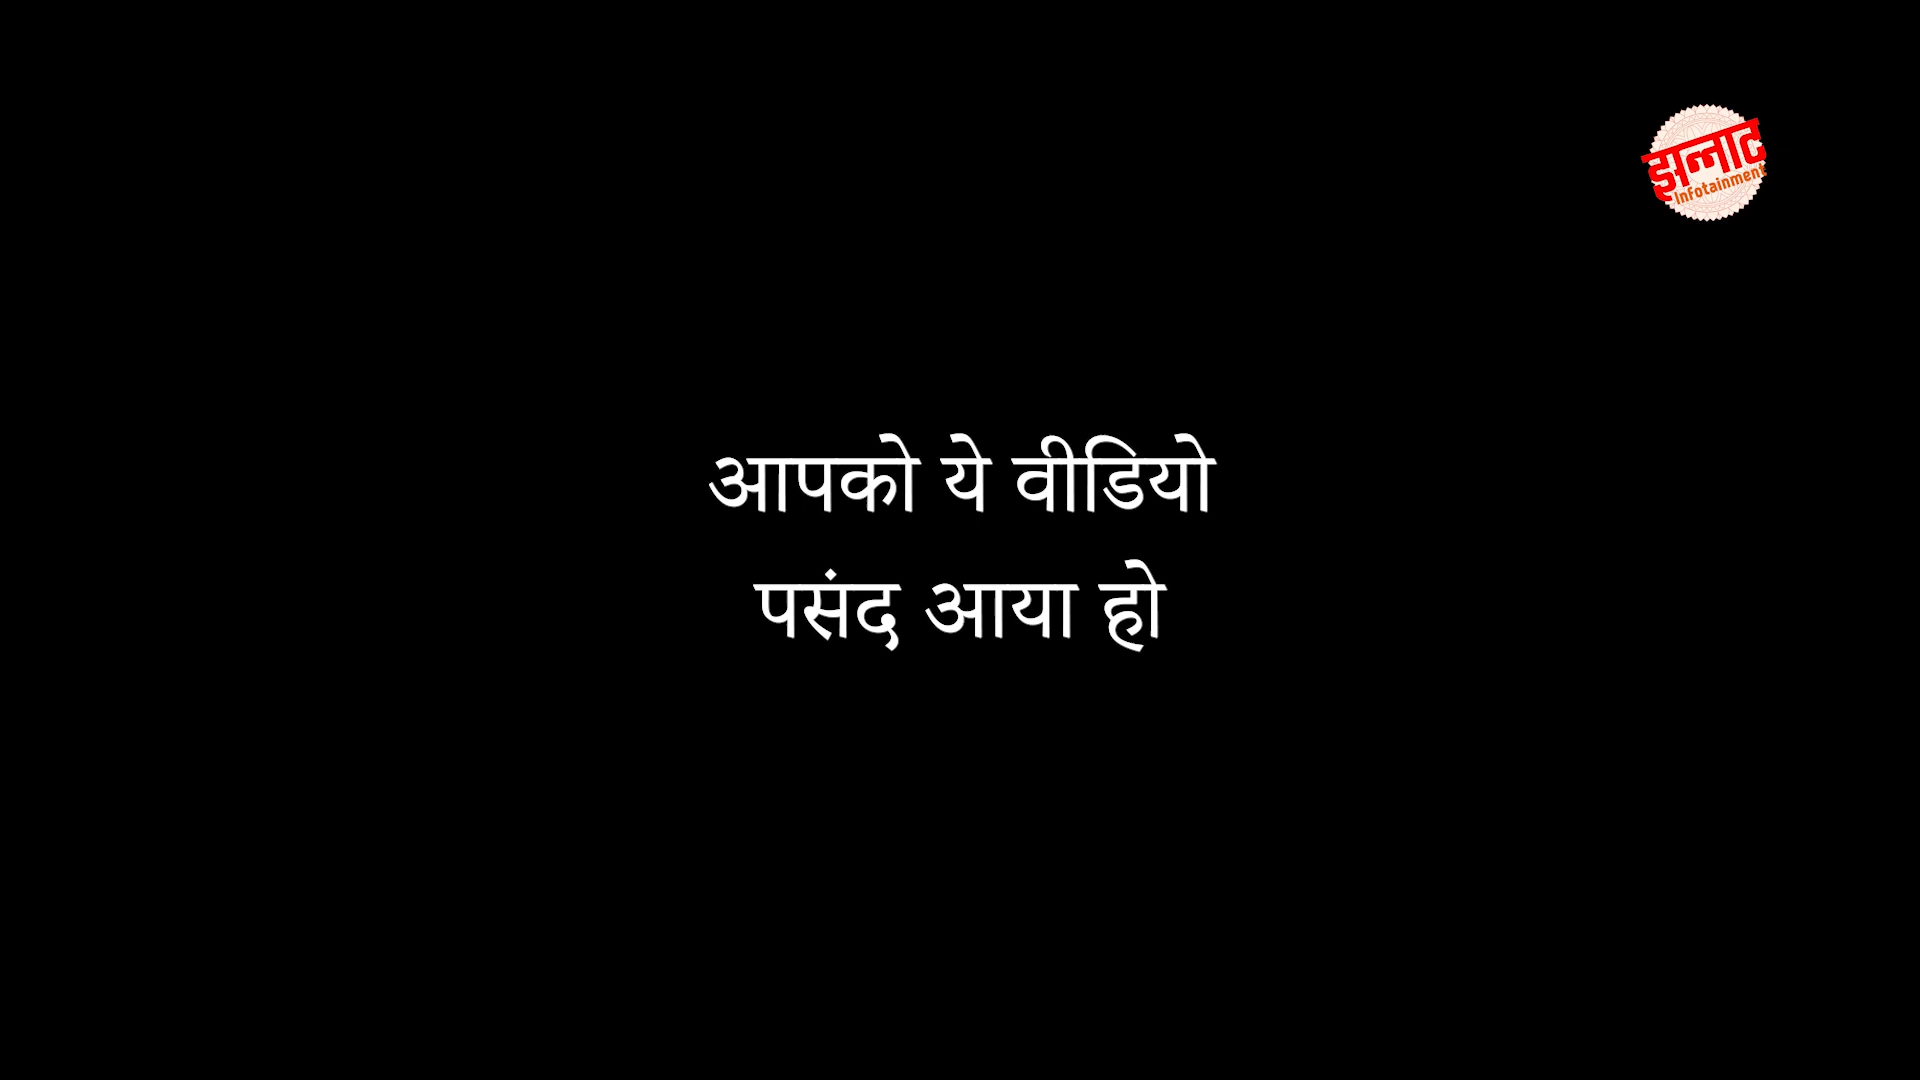 झन्नाट
Infotainment
आपको ये वीडियो
पसंद आया हो